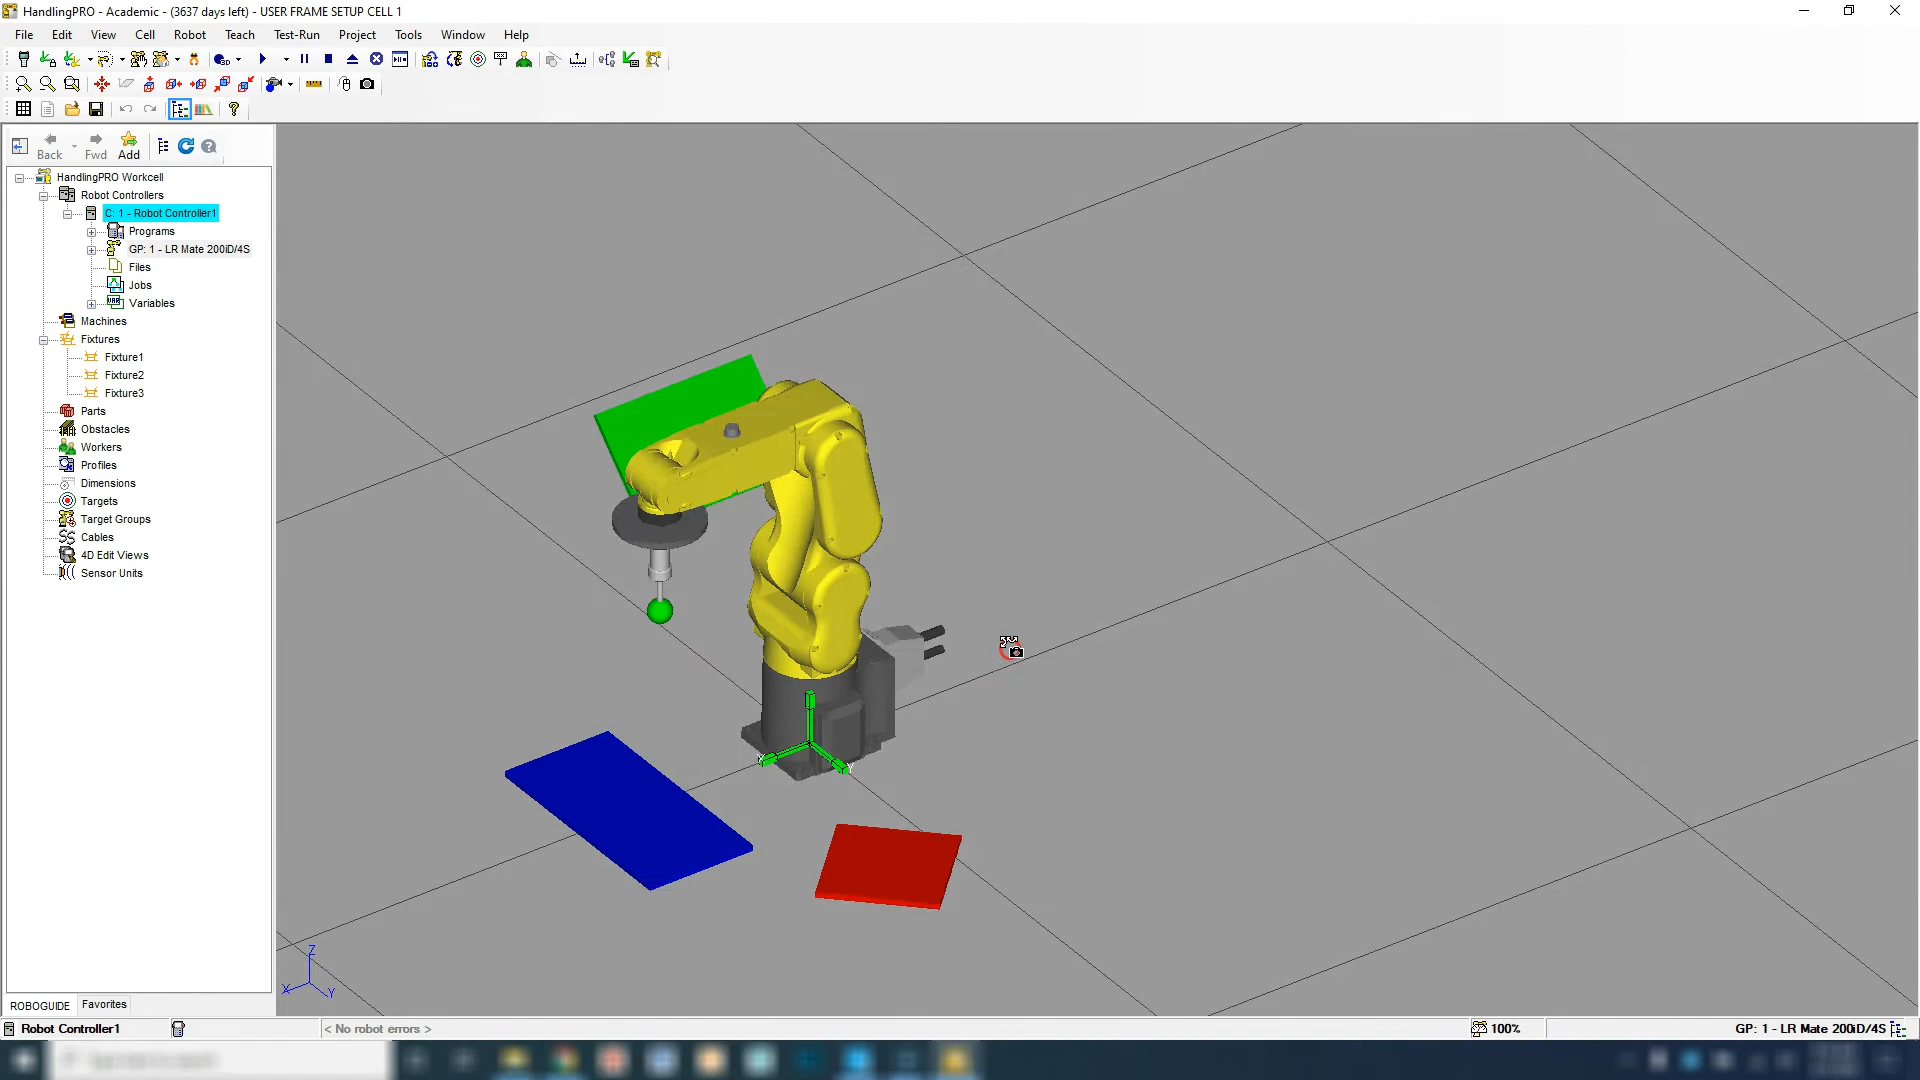 HandlingPRO - Academic - (3637 days left) - USER FRAME SETUP CELL 1
File Edit View Cell Robot Teach Test-Run Project Tools Window Help
Back Fwd Add
HandlingPRO Workcell
Robot Controllers
C: 1 - Robot Controller1
Programs
GP: 1 - LR Mate 200iD/4S
Files
Jobs
Variables
Machines
Fixtures
Fixture1
Fixture2
Fixture3
Parts
Obstacles
Workers
Profiles
Dimensions
Targets
Target Groups
Cables
4D Edit Views
Sensor Units
X Y
Z
X Y
ROBOGUIDE Favorites
Robot Controller1 < No robot errors > 100% GP: 1 - LR Mate 200iD/4S